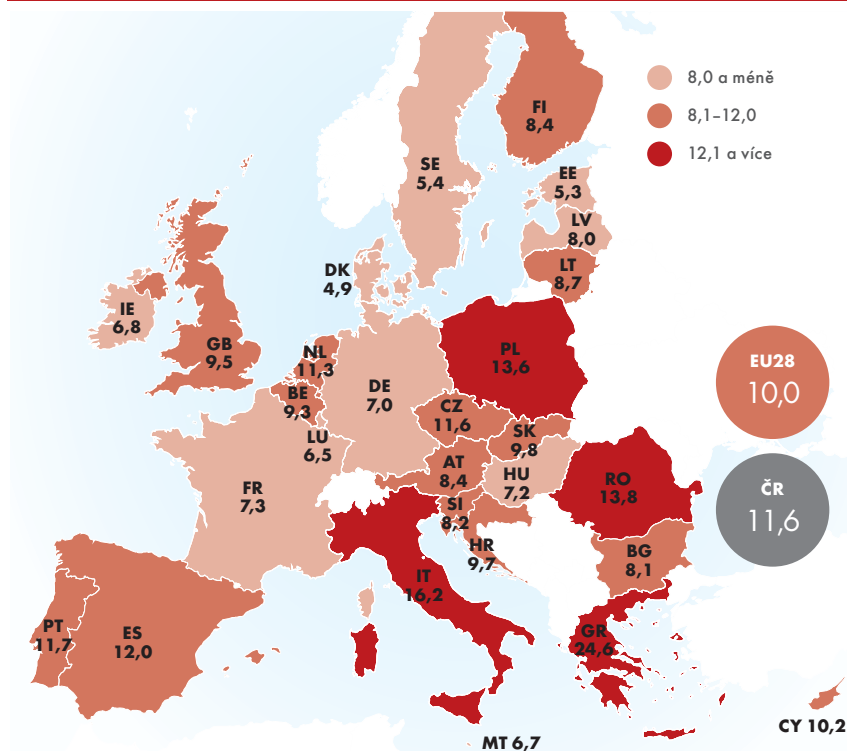 8,0 a méně
8,1–12,0
12,1 a více
FI
8,4
SE
5,4
EE
5,3
LV
8,0
LT
8,7
DK
4,9
IE
6,8
GB
9,5
NL
11,3
BE
9,3
LU
6,5
DE
7,0
PL
13,6
CZ
11,6
SK
9,8
AT
8,4
HU
7,2
SI
8,2
HR
9,7
RO
13,8
BG
8,1
FR
7,3
IT
16,2
PT
11,7
ES
12,0
GR
24,6
MT 6,7
CY 10,2
EU28
10,0
ČR
11,6